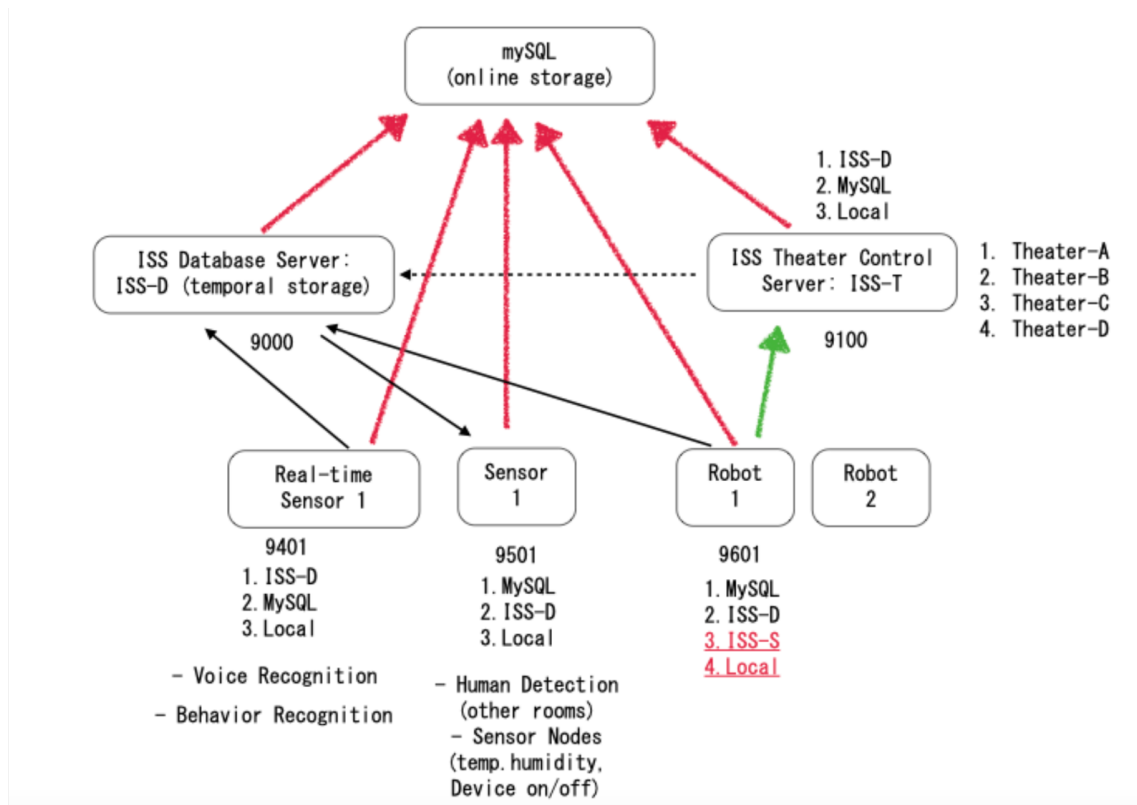 mySQL
(online storage)
1. ISS-D
2. MySQL
3. Local
ISS Database Server:
ISS-D (temporal storage)
ISS Theater Control
Server: ISS-T
1. Theater-A
2. Theater-B
3. Theater-C
4. Theater-D
9000
9100
Real-time
Sensor 1
Sensor
1
Robot
1
Robot
2
9401
1. ISS-D
2. MySQL
3. Local
- Voice Recognition
- Behavior Recognition
9501
1. MySQL
2. ISS-D
3. Local
- Human Detection
(other rooms)
- Sensor Nodes
(temp.humidity,
Device on/off)
9601
1. MySQL
2. ISS-D
3. ISS-S
4. Local